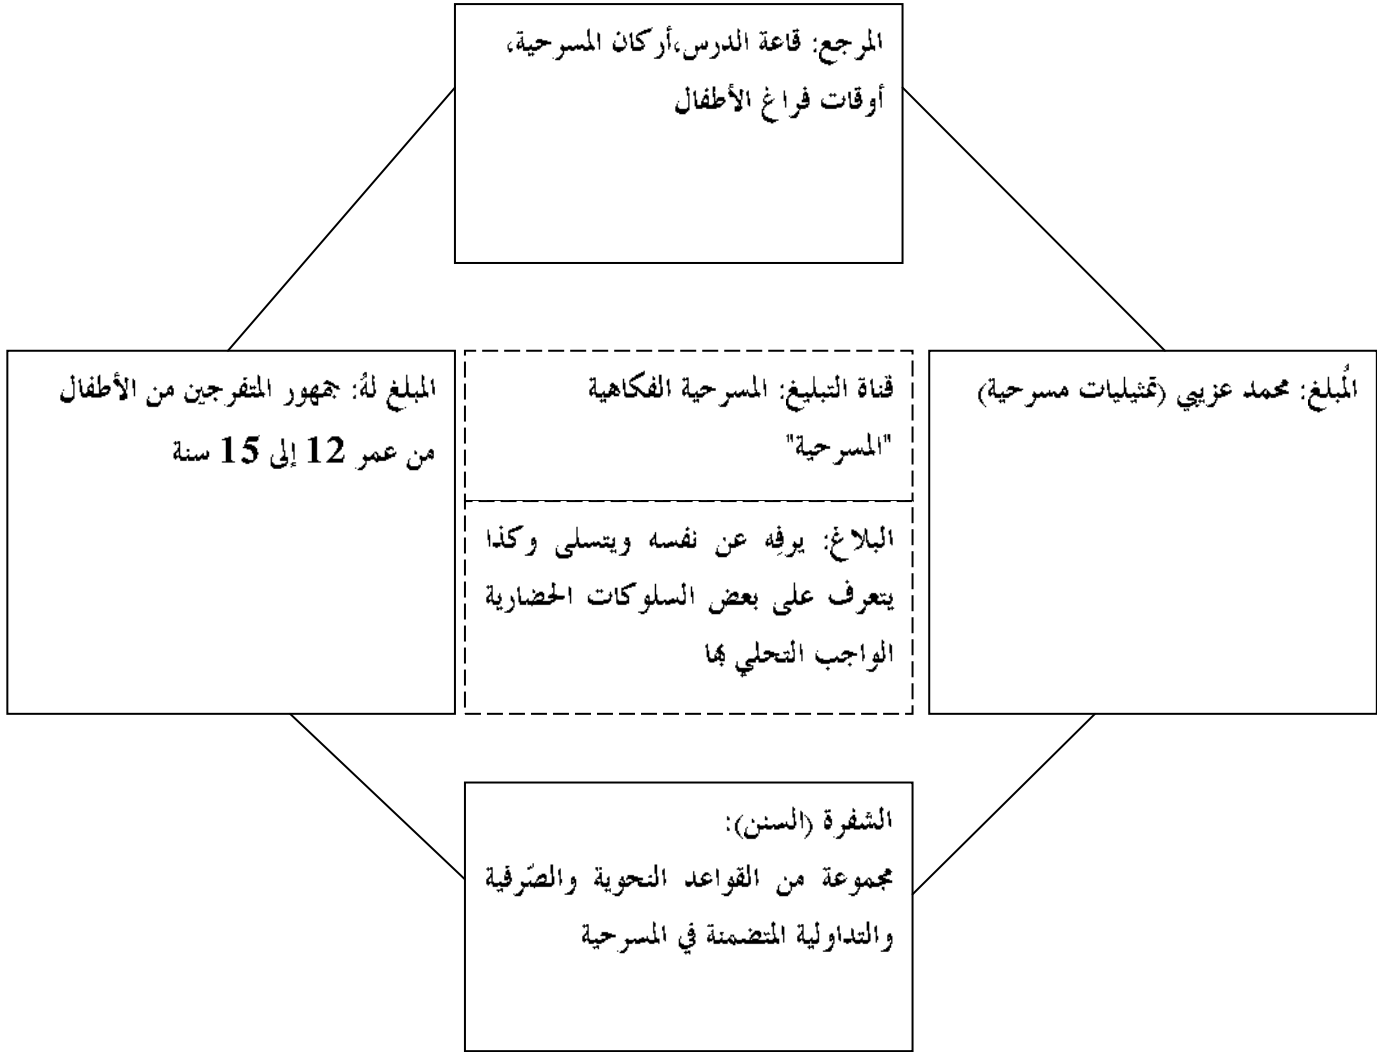 المرجع: قاعة الدرس،أركان المسرحية،
أوقات فراغ الأطفال
المُبلغ: محمد عزيبي (تمثيليات مسرحية)
قناة التبليغ: المسرحية الفكاهية
"المسرحية"
البلاغ: يرفِه عن نفسه ويتسلى وكذا
يتعرف على بعض السلوكات الحضارية
الواجب التحلي بها
المبلغ لهُ: جمهور المتفرجين من الأطفال
من عمر 12 إلى 15 سنة
الشفرة (السنن):
مجموعة من القواعد النحوية والصّرفية
والتداولية المتضمنة في المسرحية